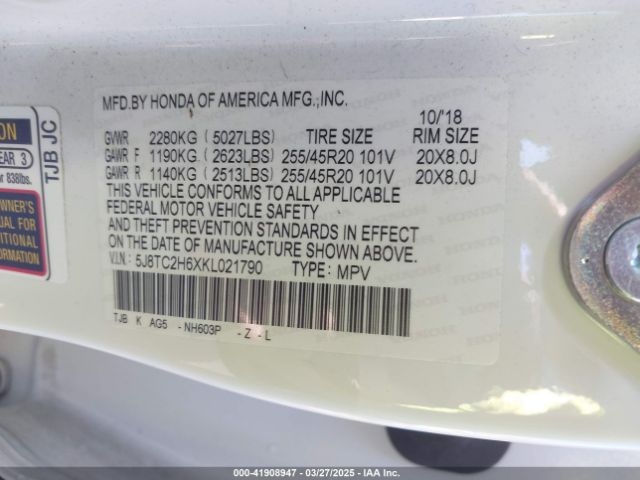 MFD.BY HONDA OF AMERICA MFG.,INC.
10/'18
GVWR 2280KG ( 5027LBS) TIRE SIZE RIM SIZE
GAWR F 1190KG ( 2623LBS) 255/45R20 101V 20X8.0J
GAWR R 1140KG ( 2513LBS) 255/45R20 101V 20X8.0J
THIS VEHICLE CONFORMS TO ALL APPLICABLE
FEDERAL MOTOR VEHICLE SAFETY
AND THEFT PREVENTION STANDARDS IN EFFECT
ON THE DATE OF MANUFACTURE SHOWN ABOVE.
V.I.N: 5J8TC2H6XKL021790 TYPE: MPV
TJB K AG5 - NH603P - Z - L
ON
EAR 3
r 838lbs.
OWNER'S
UAL FOR
DITIONAL
ORMATION
TJB JC
000-41908947 — 03/27/2025 — IAA Inc.